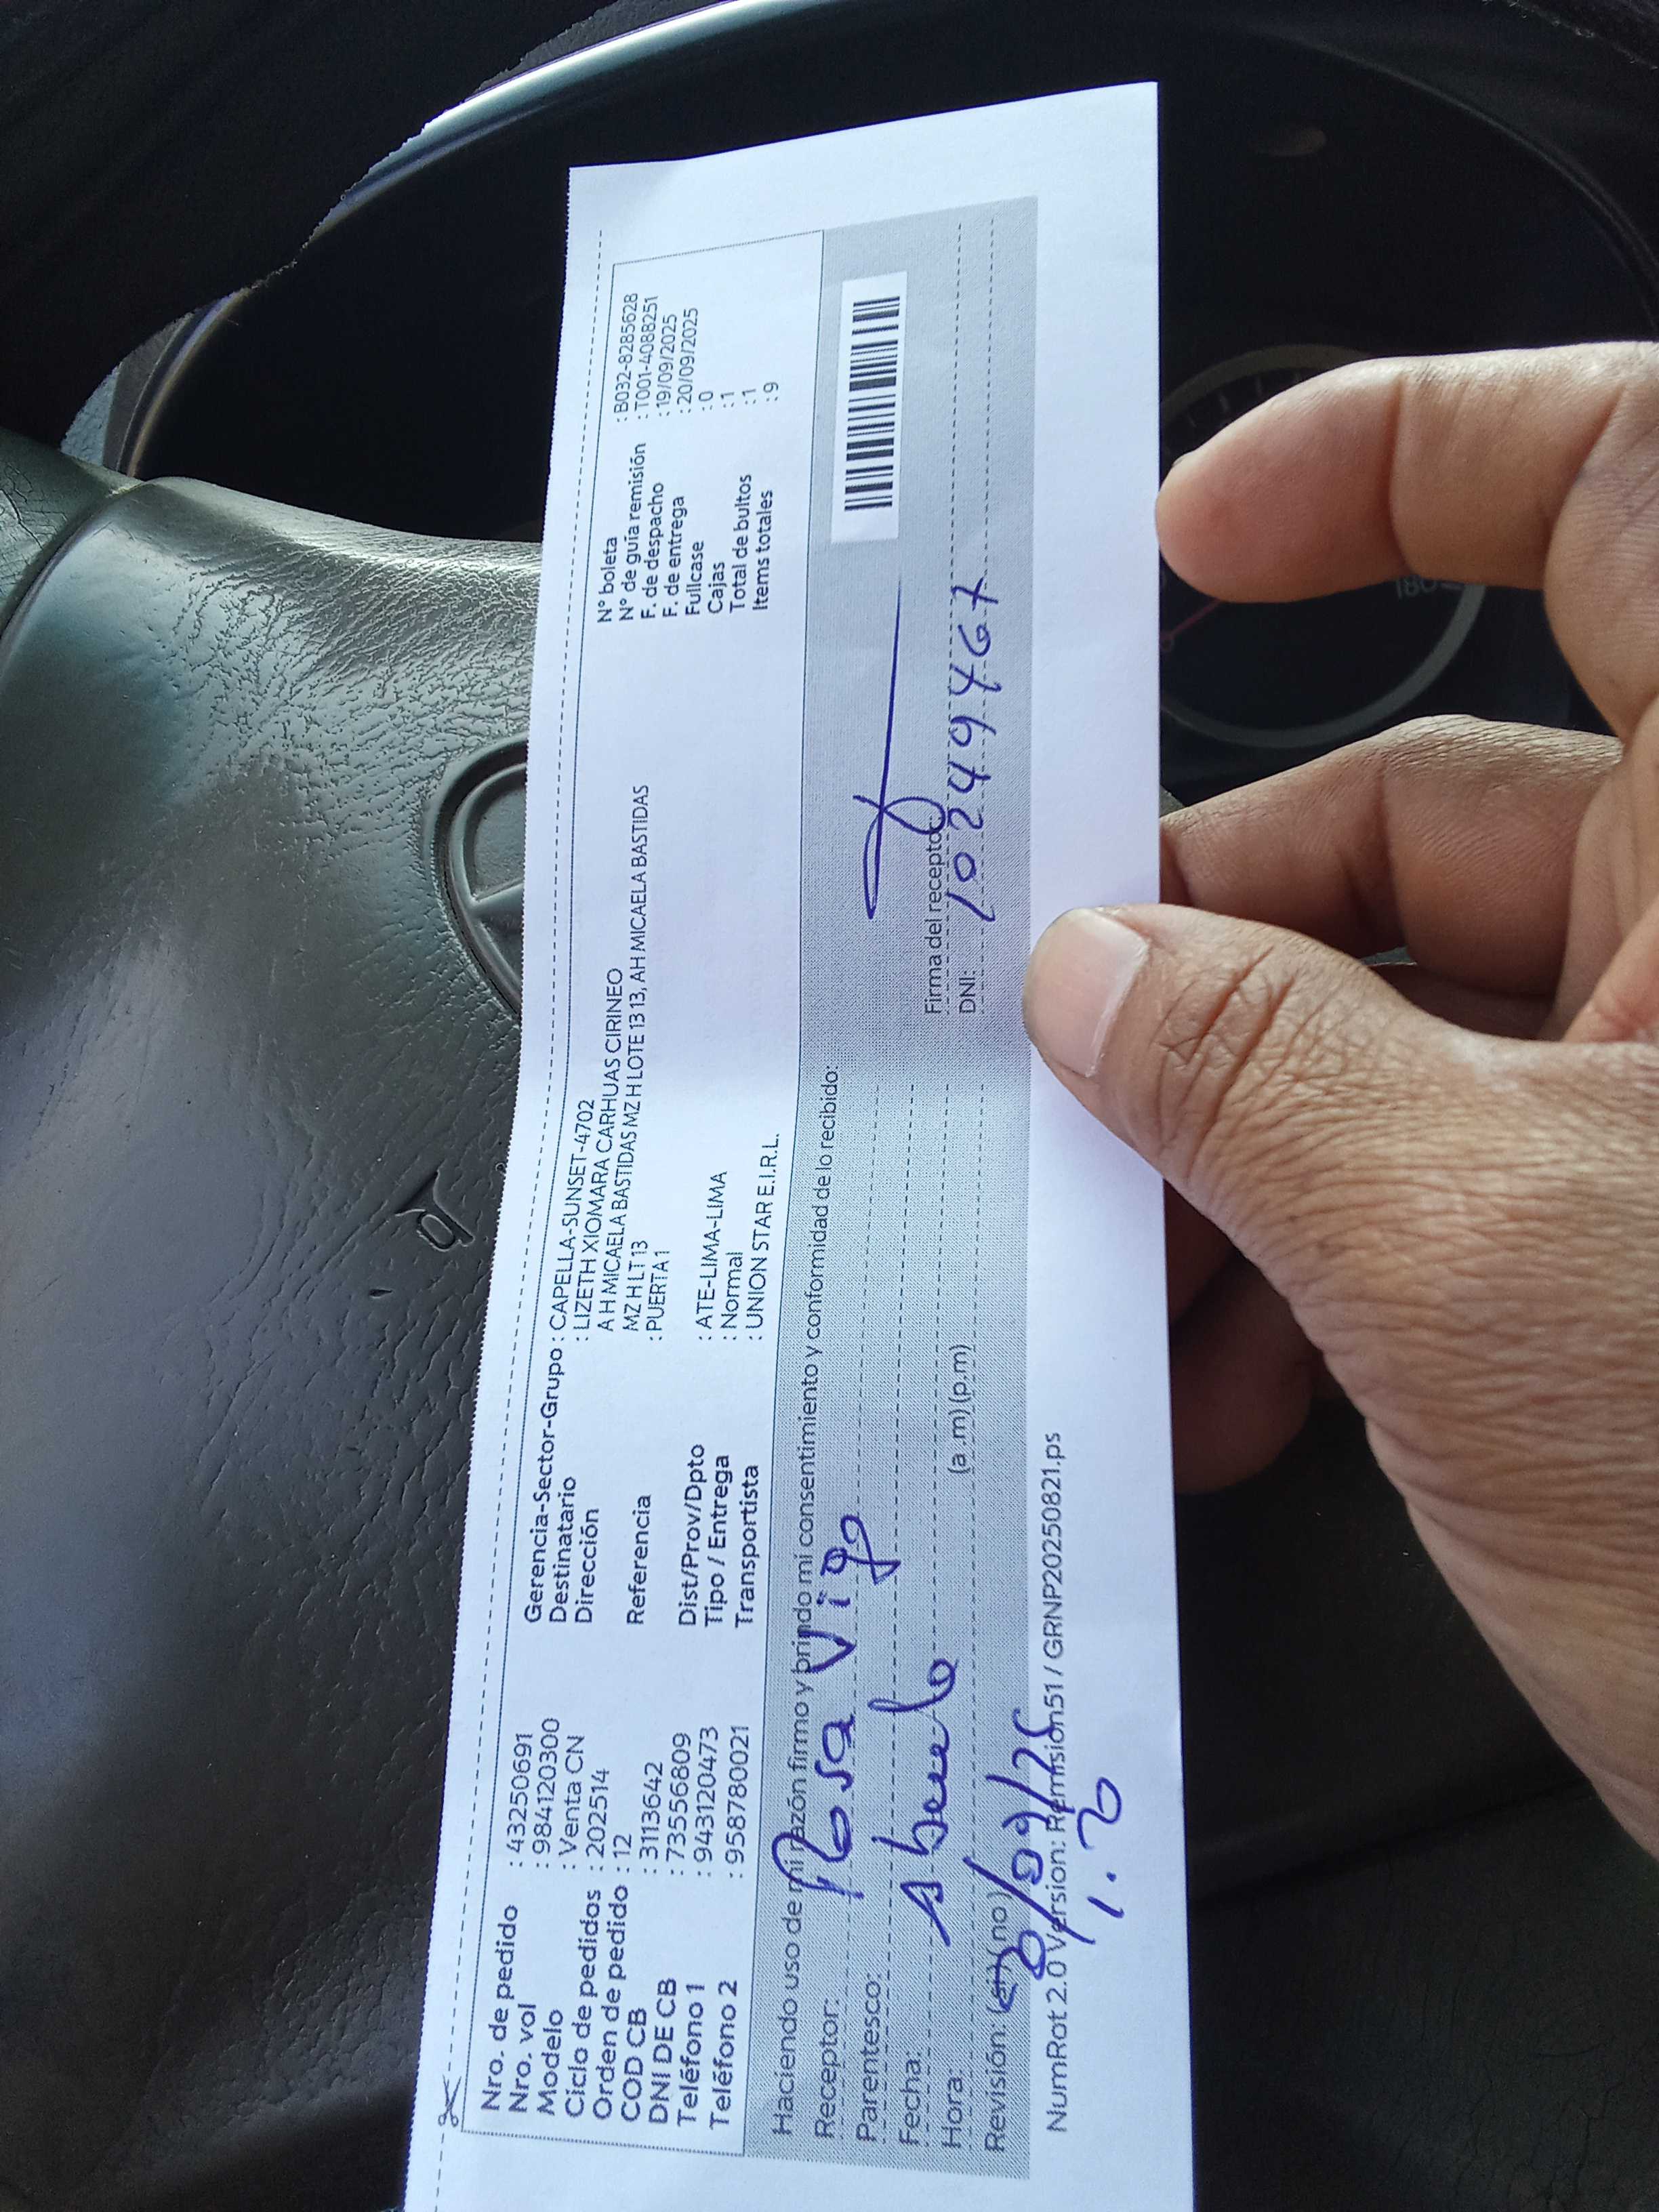 Nro. de pedido : 43250691
Nro. vol : 984120300
Modelo : Venta CN
Ciclo de pedidos : 202514
Orden de pedido : 12
COD CB : 3113642
DNI DE CB : 73556809
Teléfono 1 : 943120473
Teléfono 2 : 958780021
Gerencia-Sector-Grupo : CAPELLA-SUNSET-4702
Destinatario : LIZETH XIOMARA CARHUAS CIRINEO
Dirección A H MICAELA BASTIDAS MZ H LOTE 13 13, AH MICAELA BASTIDAS
MZ H LT 13
Referencia : PUERTA 1
Dist/Prov/Dpto : ATE-LIMA-LIMA
Tipo / Entrega : Normal
Transportista : UNION STAR E.I.R.L.
N° boleta : B032-8285628
N° de guía remisión : T001-4088251
F. de despacho : 19/09/2025
F. de entrega : 20/09/2025
Fullcase : 0
Cajas : 1
Total de bultos : 1
Items totales : 9
Haciendo uso de mi razón firmo y brindo mi consentimiento y conformidad de lo recibido:
Receptor: Rosa Vigo
Parentesco: Abuela
Fecha:
Hora: (a.m) (p.m)
Revisión: (si) (no)
Firma del receptor:
DNI: 10249467
NumRot 2.0 Version: Remision51 / GRNP20250821.ps
180